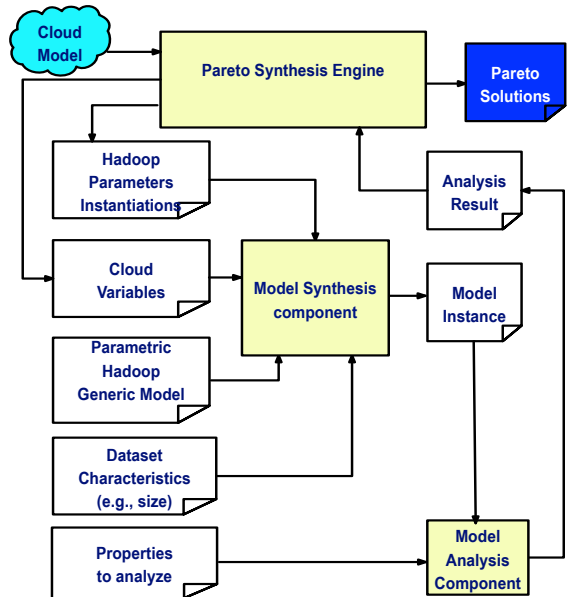 Cloud
Model
Pareto Synthesis Engine
Pareto
Solutions
Hadoop
Parameters
Instantiations
Analysis
Result
Cloud
Variables
Model Synthesis
component
Model
Instance
Parametric
Hadoop
Generic Model
Dataset
Characteristics
(e.g., size)
Properties
to analyze
Model
Analysis
Component